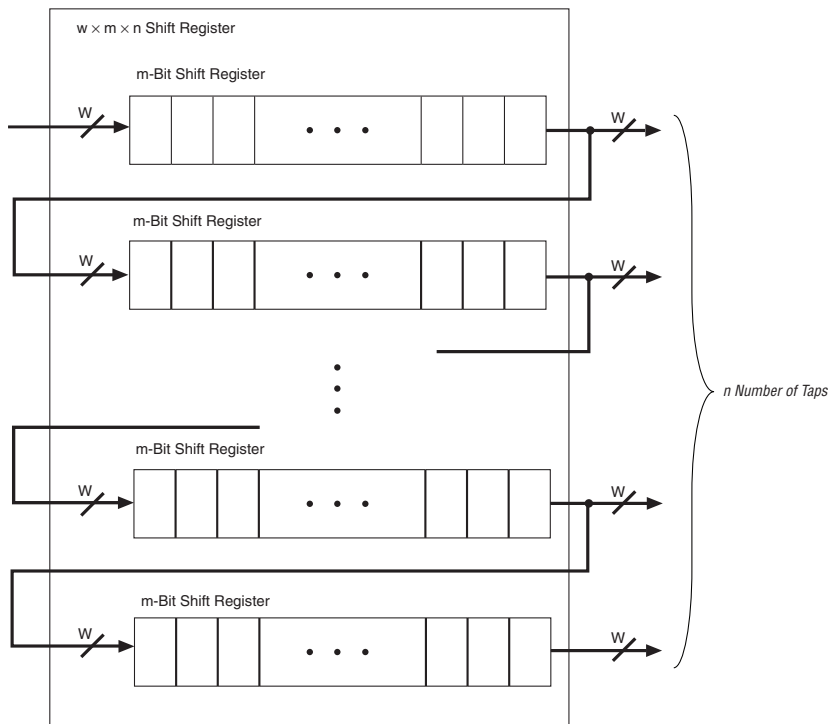 w × m × n Shift Register
m-Bit Shift Register
W
W
m-Bit Shift Register
W
W
n Number of Taps
m-Bit Shift Register
W
W
m-Bit Shift Register
W
W